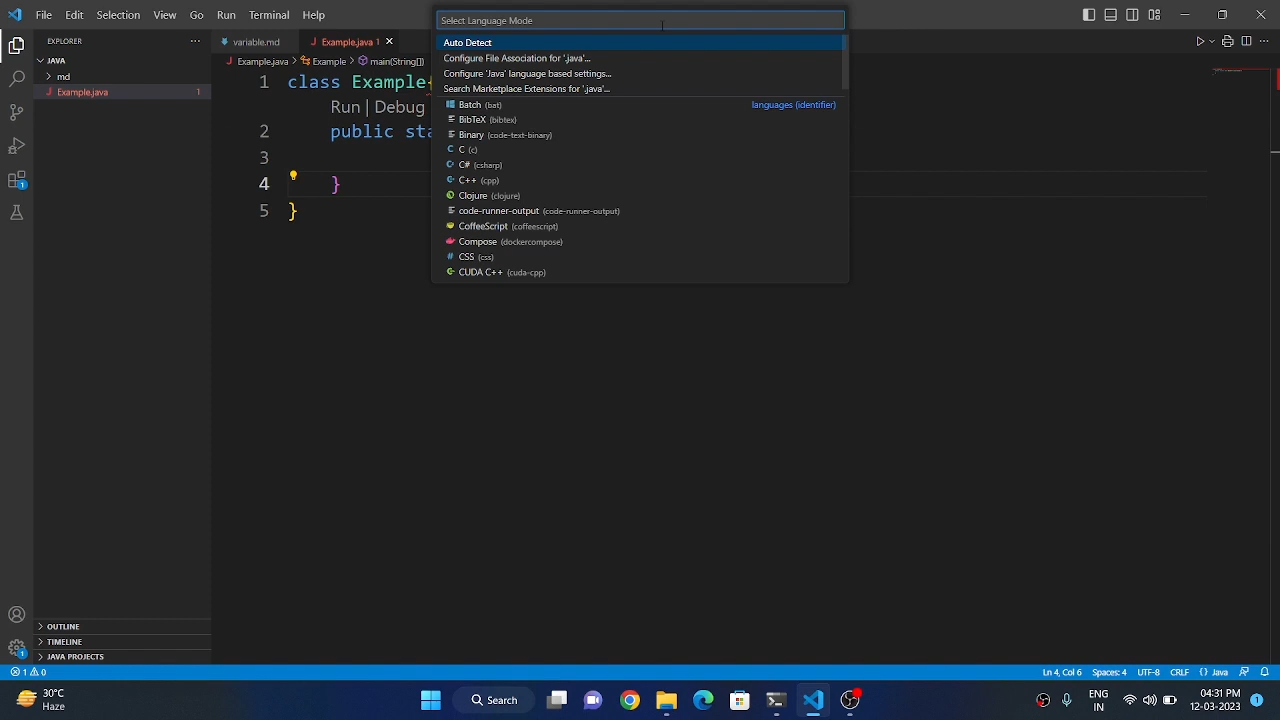 File Edit Selection View Go Run Terminal Help
Select Language Mode
EXPLORER
variable.md
Example.java 1
Auto Detect
JAVA
Example.java > Example > main(String[])
Configure File Association for '.java'...
md
1 class Example{
Configure 'Java' language based settings...
Example.java 1
Search Marketplace Extensions for '.java'...
Run | Debug
Batch (bat) languages (identifier)
BibTeX (bibtex)
2 public sta
Binary (code-text-binary)
C (c)
3
C# (csharp)
C++ (cpp)
4 }
Clojure (clojure)
5 }
code-runner-output (code-runner-output)
CoffeeScript (coffeescript)
Compose (dockercompose)
CSS (css)
CUDA C++ (cuda-cpp)
OUTLINE
TIMELINE
JAVA PROJECTS
1 0 Ln 4, Col 6 Spaces: 4 UTF-8 CRLF {} Java
30°C
Haze
Search
ENG
IN
04:31 PM
12-03-2023
1